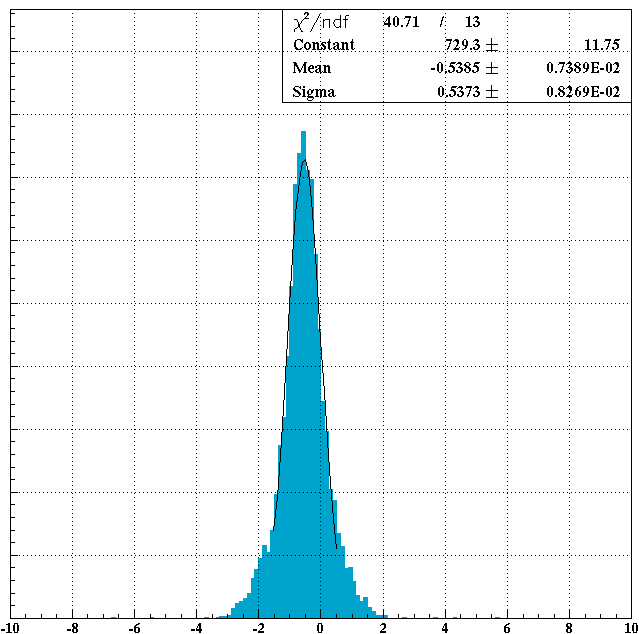 χ²/ndf 40.71 / 13
Constant 729.3 ± 11.75
Mean -0.5385 ± 0.7389E-02
Sigma 0.5373 ± 0.8269E-02
-10 -8 -6 -4 -2 0 2 4 6 8 10